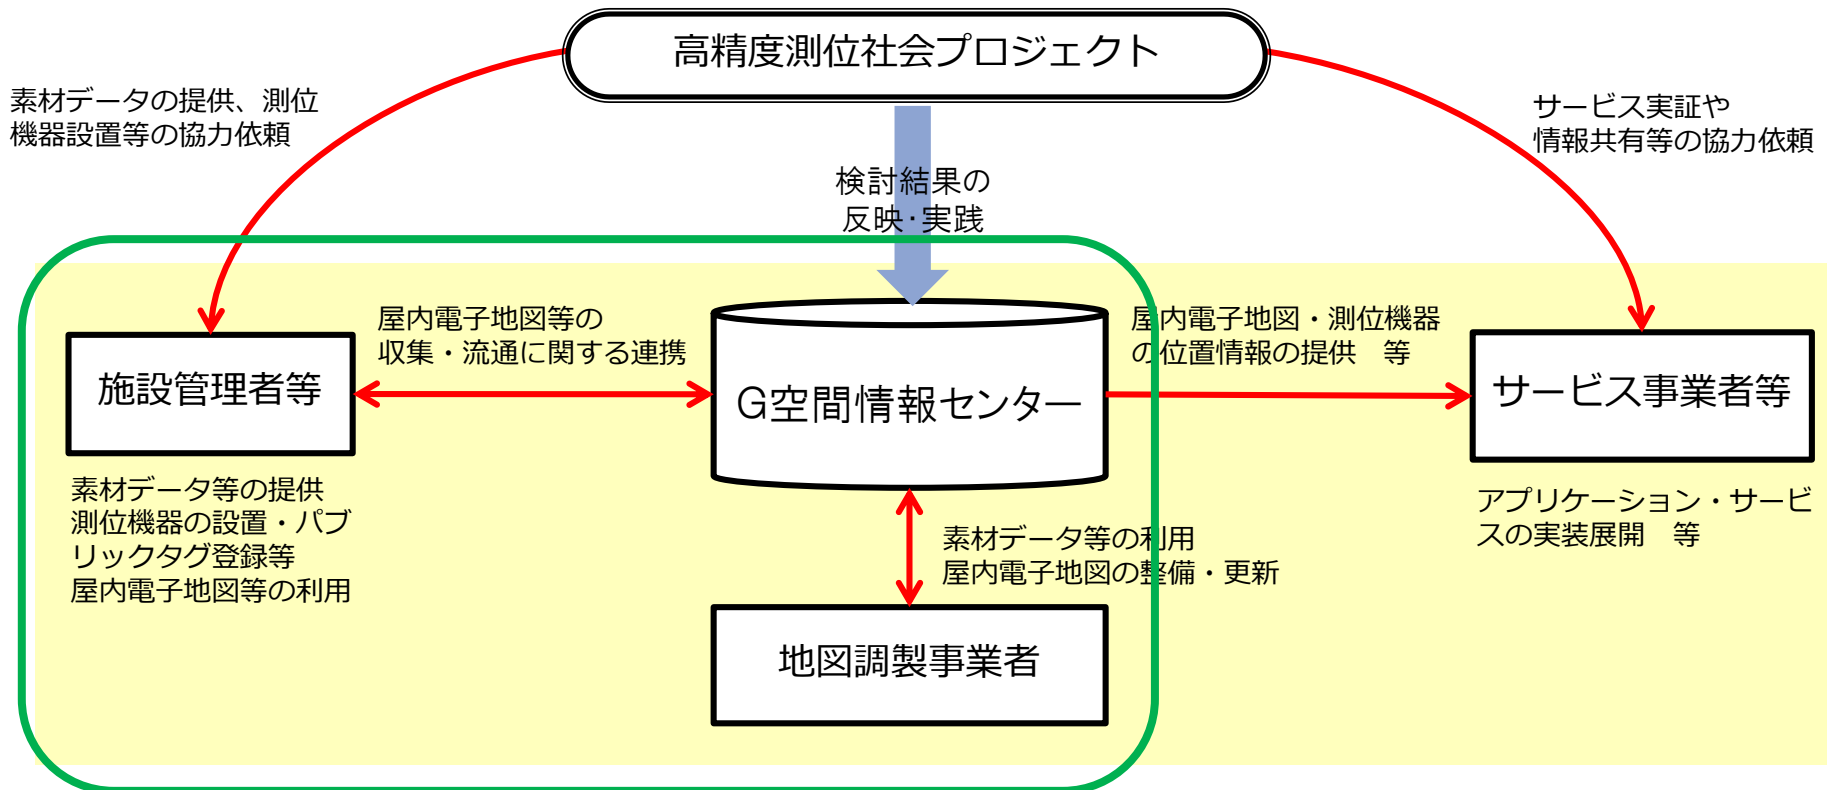 高精度測位社会プロジェクト
素材データの提供、測位
機器設置等の協力依頼
サービス実証や
情報共有等の協力依頼
検討結果の
反映・実践
屋内電子地図等の
収集・流通に関する連携
屋内電子地図・測位機器
の位置情報の提供　等
施設管理者等
G空間情報センター
サービス事業者等
素材データ等の提供
測位機器の設置・パブ
リックタグ登録等
屋内電子地図等の利用
素材データ等の利用
屋内電子地図の整備・更新
アプリケーション・サービ
スの実装展開　等
地図調製事業者